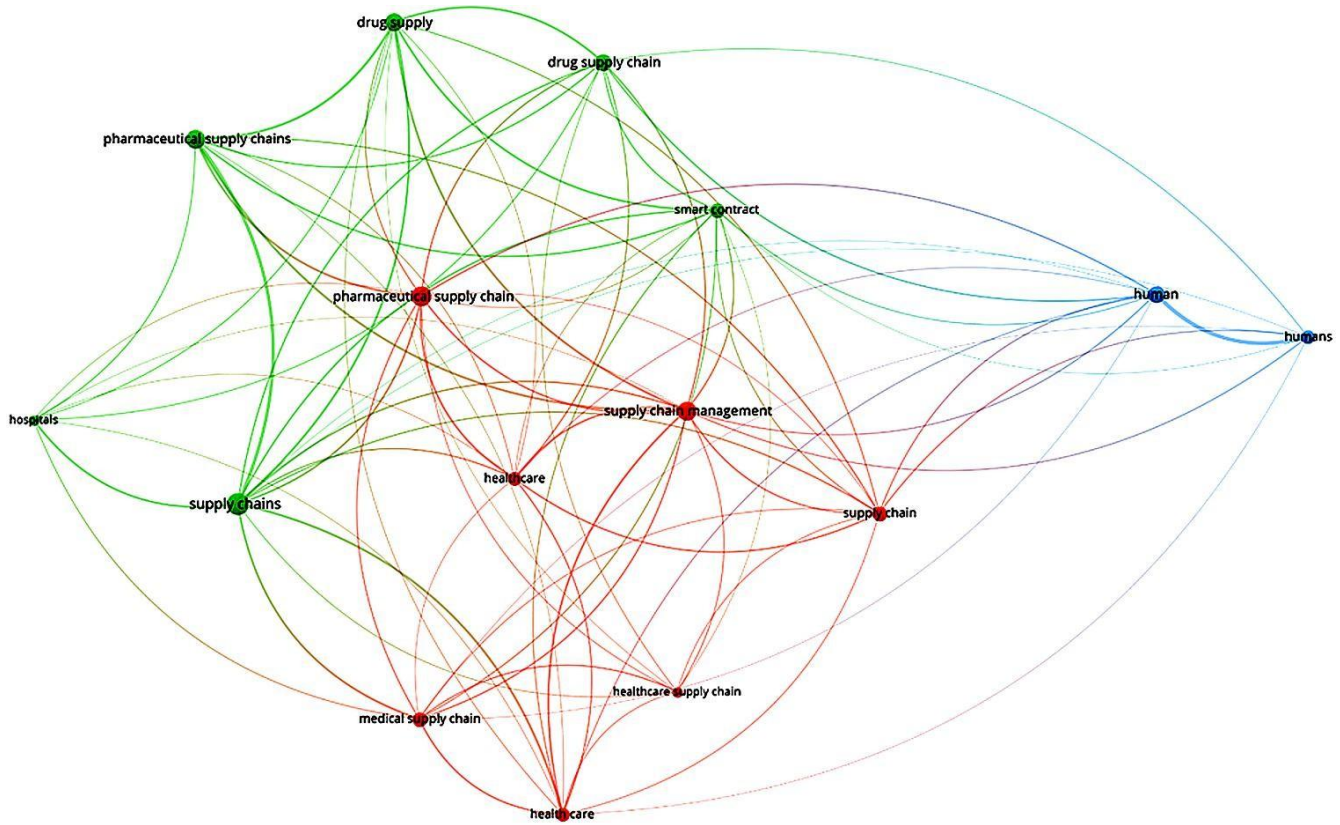 drug supply
drug supply chain
pharmaceutical supply chains
smart contract
pharmaceutical supply chain
human
humans
supply chain management
hospitals
healthcare
supply chains
supply chain
healthcare supply chain
medical supply chain
health care